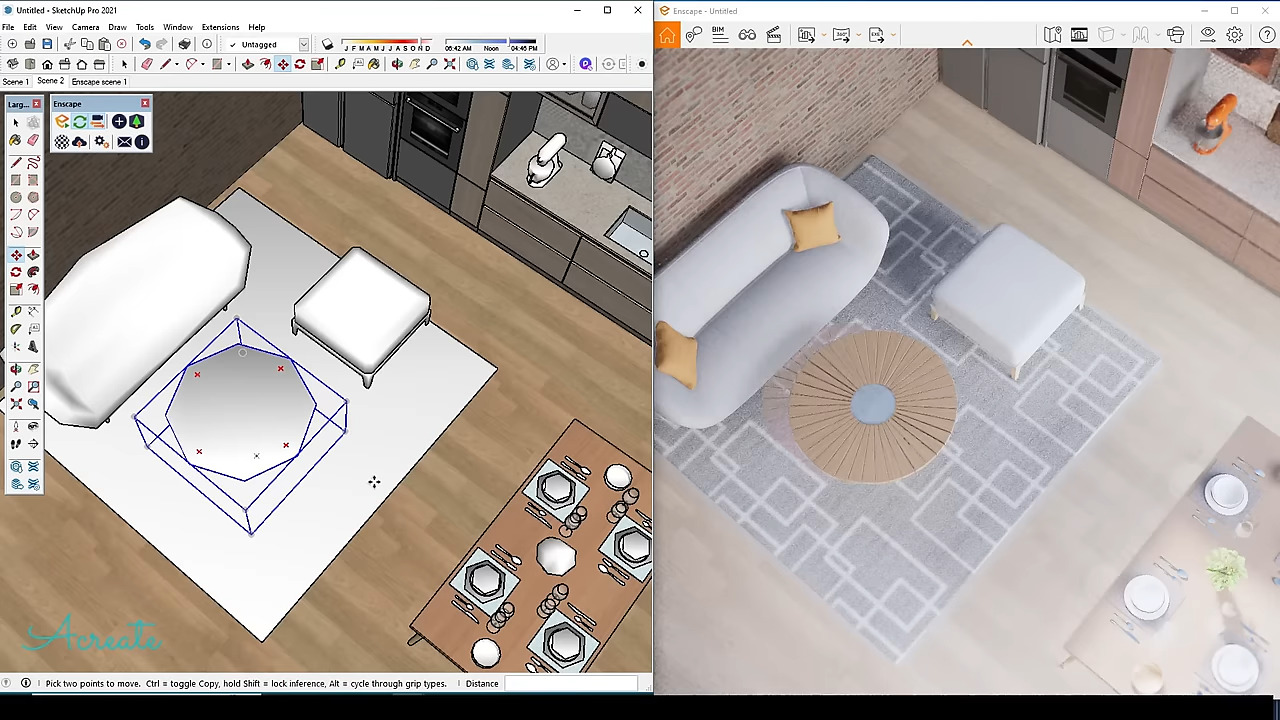 Untitled - SketchUp Pro 2021
File Edit View Camera Draw Tools Window Extensions Help
Untagged
J F M A M J J A S O N D
06:42 AM Noon 04:46 PM
Scene 1 Scene 2 Enscape scene 1
Larg...
Enscape
Acreate
Pick two points to move. Ctrl = toggle Copy, hold Shift = lock inference, Alt = cycle through grip types. Distance
Enscape - Untitled
BIM